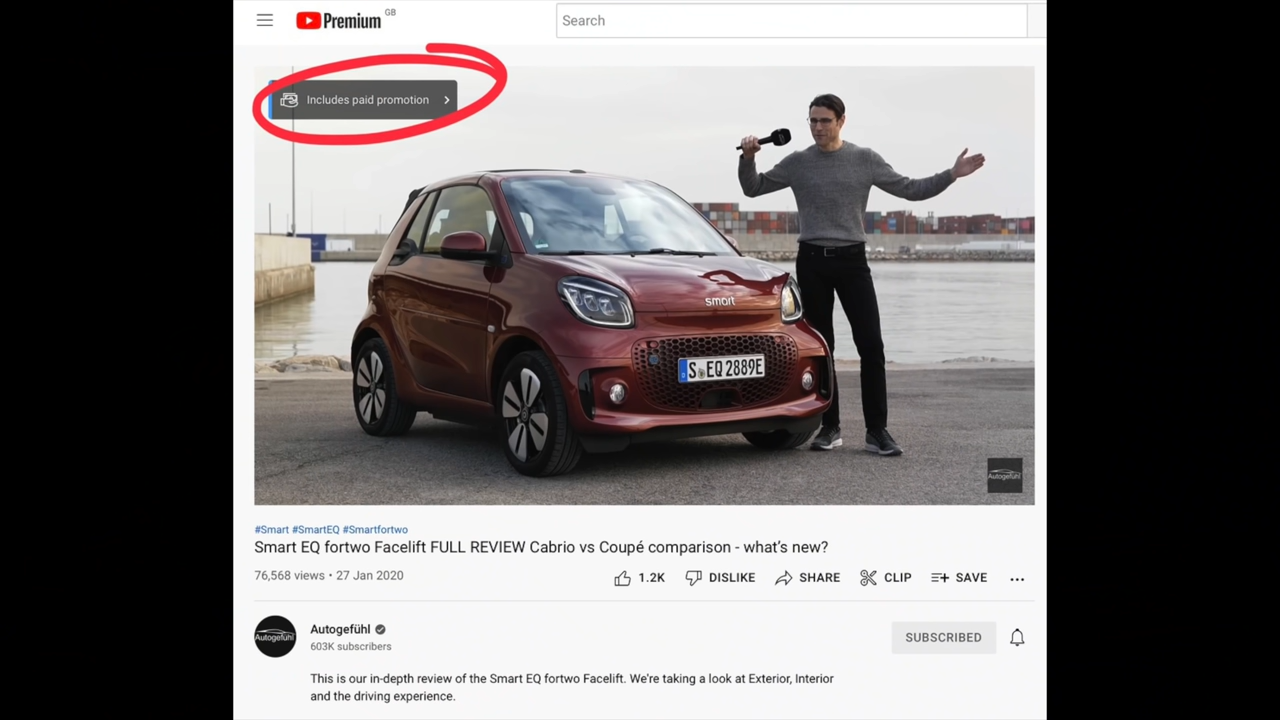 Premium GB
Search
Includes paid promotion
smart
S EQ 2889E
Autogefühl
#Smart #SmartEQ #Smartfortwo
Smart EQ fortwo Facelift FULL REVIEW Cabrio vs Coupé comparison - what's new?
76,568 views • 27 Jan 2020
1.2K DISLIKE SHARE CLIP SAVE ...
Autogefühl
Autogefühl
603K subscribers
SUBSCRIBED
This is our in-depth review of the Smart EQ fortwo Facelift. We're taking a look at Exterior, Interior
and the driving experience.